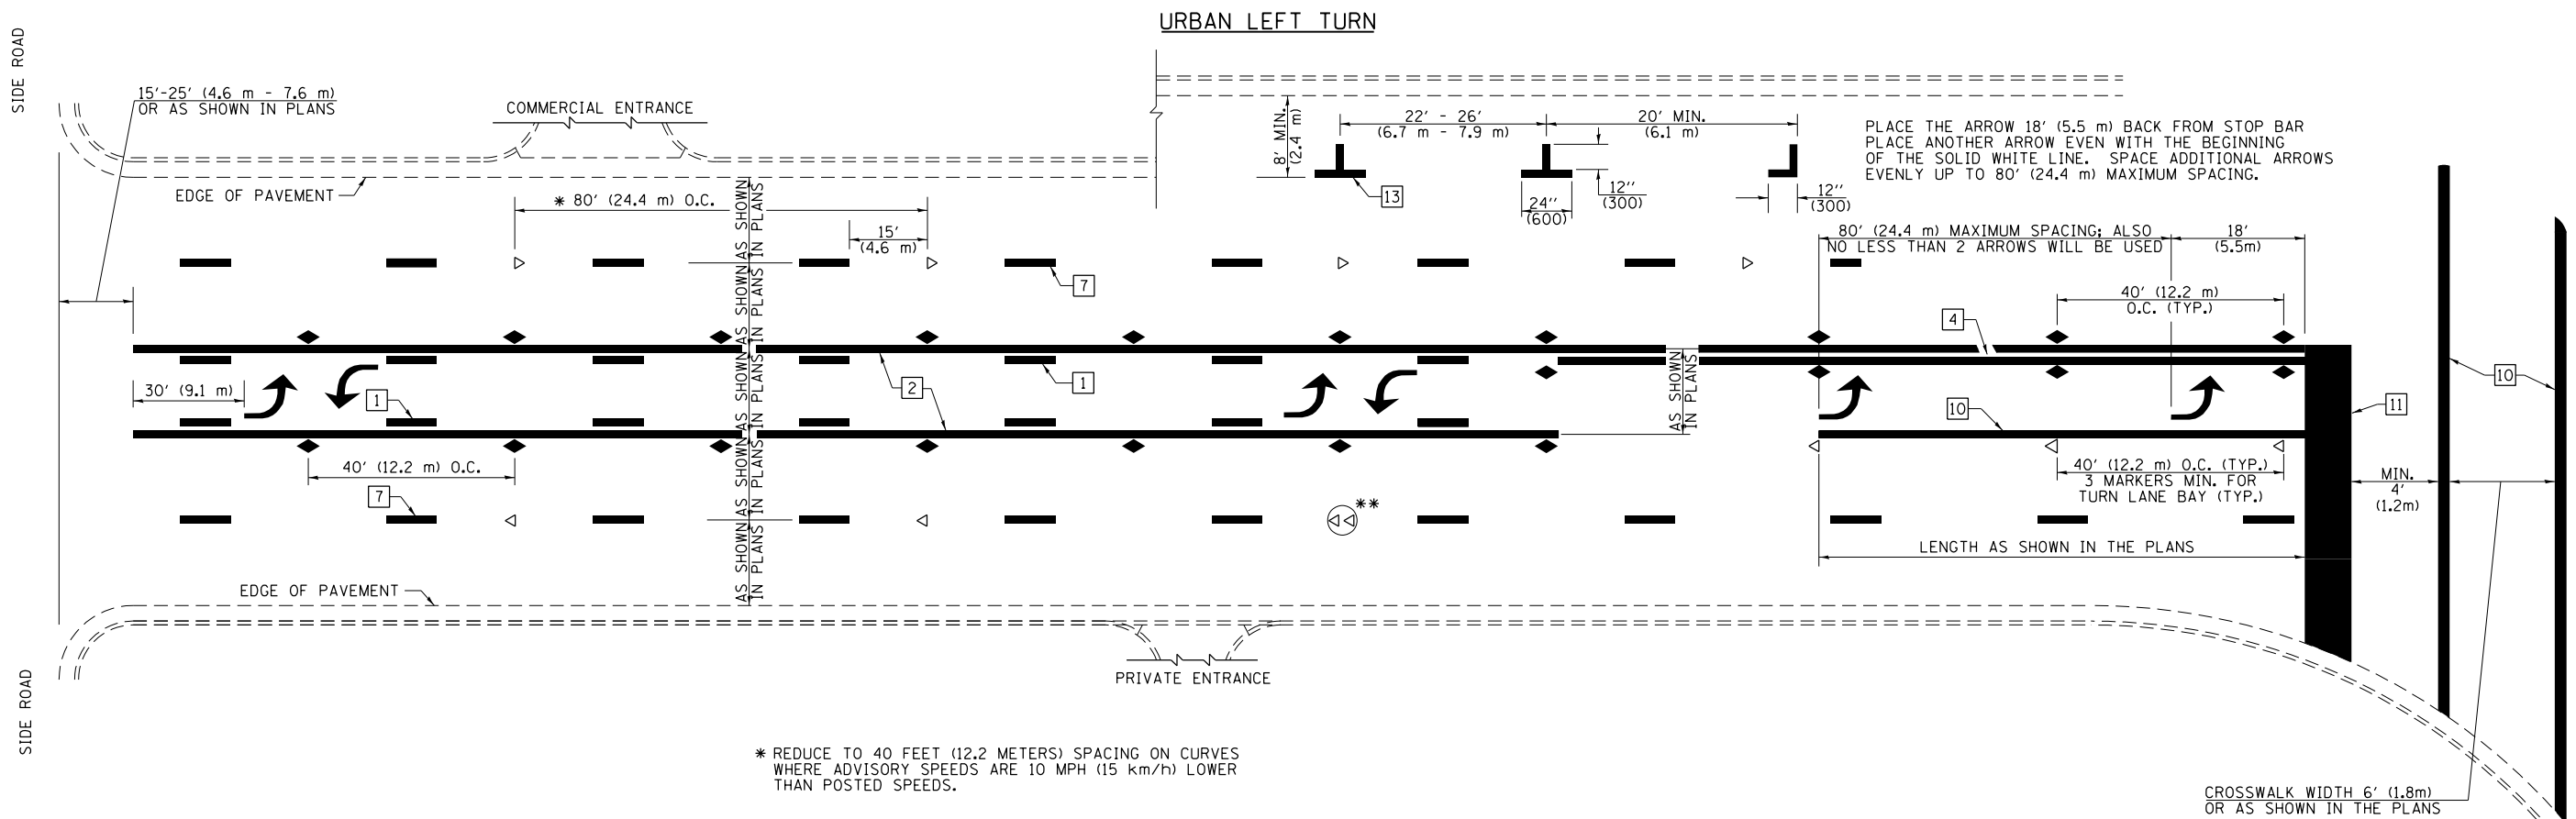 URBAN LEFT TURN
SIDE ROAD
15'-25' (4.6 m - 7.6 m)
OR AS SHOWN IN PLANS
COMMERCIAL ENTRANCE
EDGE OF PAVEMENT
* 80' (24.4 m) O.C.
15'
(4.6 m)
8' MIN.
(2.4 m)
22' - 26'
(6.7 m - 7.9 m)
20' MIN.
(6.1 m)
13
24''
(600)
12''
(300)
12''
(300)
PLACE THE ARROW 18' (5.5 m) BACK FROM STOP BAR
PLACE ANOTHER ARROW EVEN WITH THE BEGINNING
OF THE SOLID WHITE LINE. SPACE ADDITIONAL ARROWS
EVENLY UP TO 80' (24.4 m) MAXIMUM SPACING.
80' (24.4 m) MAXIMUM SPACING; ALSO
NO LESS THAN 2 ARROWS WILL BE USED
18'
(5.5m)
7
40' (12.2 m)
O.C. (TYP.)
4
AS SHOWN
IN PLANS
AS SHOWN
IN PLANS
AS SHOWN
IN PLANS
AS SHOWN
IN PLANS
AS SHOWN
IN PLANS
30' (9.1 m)
1
2
1
AS SHOWN
IN PLANS
10
11
10
40' (12.2 m) O.C.
7
**
40' (12.2 m) O.C. (TYP.)
3 MARKERS MIN. FOR
TURN LANE BAY (TYP.)
MIN.
4'
(1.2m)
LENGTH AS SHOWN IN THE PLANS
EDGE OF PAVEMENT
SIDE ROAD
PRIVATE ENTRANCE
* REDUCE TO 40 FEET (12.2 METERS) SPACING ON CURVES
WHERE ADVISORY SPEEDS ARE 10 MPH (15 km/h) LOWER
THAN POSTED SPEEDS.
CROSSWALK WIDTH 6' (1.8m)
OR AS SHOWN IN THE PLANS